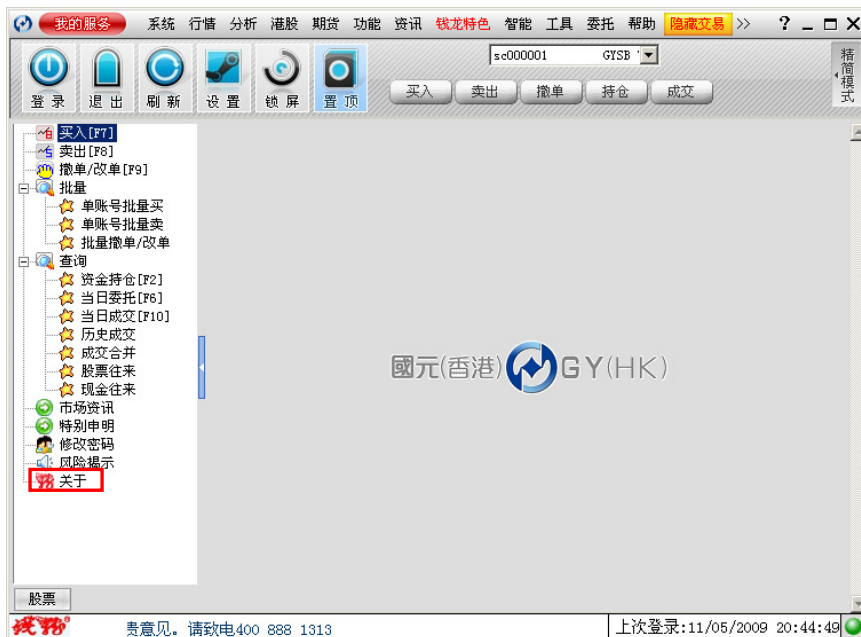 我的服务 系统 行情 分析 港股 期货 功能 资讯 钱龙特色 智能 工具 委托 帮助 隐藏交易 >> ?
登录 退出 刷新 设置 锁屏 置顶
sc000001 GYSB
买入 卖出 撤单 持仓 成交
精简模式
买入[F7]
卖出[F8]
撤单/改单[F9]
批量
单账号批量买
单账号批量卖
批量撤单/改单
查询
资金持仓[F2]
当日委托[F6]
当日成交[F10]
历史成交
成交合并
股票往来
现金往来
市场资讯
特别申明
修改密码
风险揭示
关于
國元(香港) GY(HK)
股票
贵意见。请致电400 888 1313
上次登录:11/05/2009 20:44:49